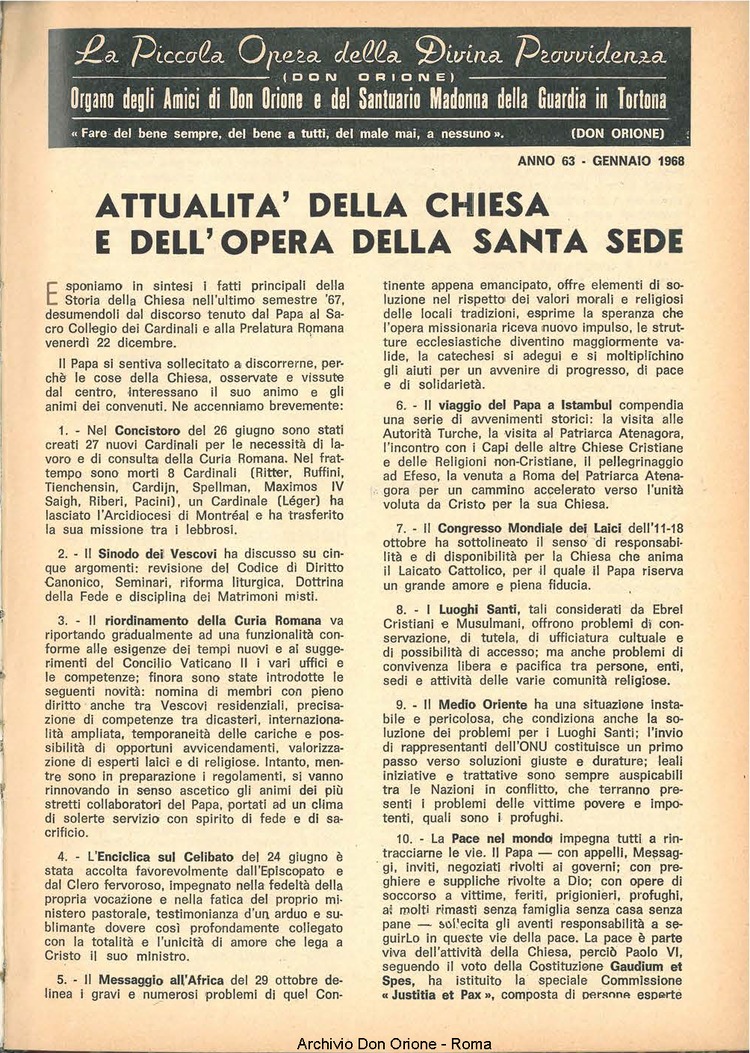 La Piccola Opera della Divina Provvidenza
(DON ORIONE)
Organo degli Amici di Don Orione e del Santuario Madonna della Guardia in Tortona
« Fare del bene sempre, del bene a tutti, del male mai, a nessuno ». (DON ORIONE)
ANNO 63 - GENNAIO 1968
ATTUALITA' DELLA CHIESA
E DELL'OPERA DELLA SANTA SEDE
Esponiamo in sintesi i fatti principali della
Storia della Chiesa nell'ultimo semestre '67,
desumendoli dal discorso tenuto dal Papa al Sa-
cro Collegio dei Cardinali e alla Prelatura Romana
venerdì 22 dicembre.
Il Papa si sentiva sollecitato a discorrerne, per-
chè le cose della Chiesa, osservate e vissute
dal centro, interessano il suo animo e gli
animi dei convenuti. Ne accenniamo brevemente:
1. - Nel Concistoro del 26 giugno sono stati
creati 27 nuovi Cardinali per le necessità di la-
voro e di consulta della Curia Romana. Nel frat-
tempo sono morti 8 Cardinali (Ritter, Ruffini,
Tienchensin, Cardijn, Spellman, Maximos IV
Saigh, Riberi, Pacini), un Cardinale (Léger) ha
lasciato l'Arcidiocesi di Montréal e ha trasferito
la sua missione tra i lebbrosi.
2. - Il Sinodo dei Vescovi ha discusso su cin-
que argomenti: revisione del Codice di Diritto
Canonico, Seminari, riforma liturgica, Dottrina
della Fede e disciplina dei Matrimoni misti.
3. - Il riordinamento della Curia Romana va
riportando gradualmente ad una funzionalità con-
forme alle esigenze dei tempi nuovi e ai sugge-
rimenti del Concilio Vaticano II i vari uffici e
le competenze; finora sono state introdotte le
seguenti novità: nomina di membri con pieno
diritto anche tra Vescovi residenziali, precisa-
zione di competenze tra dicasteri, internaziona-
lità ampliata, temporaneità delle cariche e pos-
sibilità di opportuni avvicendamenti, valorizza-
zione di esperti laici e di religiose. Intanto, men-
tre sono in preparazione i regolamenti, si vanno
rinnovando in senso ascetico gli animi dei più
stretti collaboratori del Papa, portati ad un clima
di solerte servizio con spirito di fede e di sa-
crificio.
4. - L'Enciclica sul Celibato del 24 giugno è
stata accolta favorevolmente dall'Episcopato e
dal Clero fervoroso, impegnato nella fedeltà della
propria vocazione e nella fatica del proprio mi-
nistero pastorale, testimonianza d'un arduo e su-
blimante dovere così profondamente collegato
con la totalità e l'unicità di amore che lega a
Cristo il suo ministro.
5. - Il Messaggio all'Africa del 29 ottobre de-
linea i gravi e numerosi problemi di quel Con-
tinente appena emancipato, offre elementi di so-
luzione nel rispetto dei valori morali e religiosi
delle locali tradizioni, esprime la speranza che
l'opera missionaria riceva nuovo impulso, le strut-
ture ecclesiastiche diventino maggiormente va-
lide, la catechesi si adegui e si moltiplichino
gli aiuti per un avvenire di progresso, di pace
e di solidarietà.
6. - Il viaggio del Papa a Istambul compendia
una serie di avvenimenti storici: la visita alle
Autorità Turche, la visita al Patriarca Atenagora,
l'incontro con i Capi delle altre Chiese Cristiane
e delle Religioni non-Cristiane, il pellegrinaggio
ad Efeso, la venuta a Roma del Patriarca Atena-
gora per un cammino accelerato verso l'unità
voluta da Cristo per la sua Chiesa.
7. - Il Congresso Mondiale dei Laici dell'11-18
ottobre ha sottolineato il senso di responsabi-
lità e di disponibilità per la Chiesa che anima
il Laicato Cattolico, per il quale il Papa riserva
un grande amore e piena fiducia.
8. - I Luoghi Santi, tali considerati da Ebrei
Cristiani e Musulmani, offrono problemi di con-
servazione, di tutela, di ufficiatura cultuale e
di possibilità di accesso; ma anche problemi di
convivenza libera e pacifica tra persone, enti,
sedi e attività delle varie comunità religiose.
9. - Il Medio Oriente ha una situazione insta-
bile e pericolosa, che condiziona anche la so-
luzione dei problemi per i Luoghi Santi; l'invio
di rappresentanti dell'ONU costituisce un primo
passo verso soluzioni giuste e durature; leali
iniziative e trattative sono sempre auspicabili
tra le Nazioni in conflitto, che terranno pre-
senti i problemi delle vittime povere e impo-
tenti, quali sono i profughi.
10. - La Pace nel mondo impegna tutti a rin-
tracciarne le vie. Il Papa — con appelli, Messag-
gi, inviti, negoziati rivolti ai governi; con pre-
ghiere e suppliche rivolte a Dio; con opere di
soccorso a vittime, feriti, prigionieri, profughi,
ai molti rimasti senza famiglia senza casa senza
pane — sollecita gli aventi responsabilità a se-
guirLo in queste vie della pace. La pace è parte
viva dell'attività della Chiesa, perciò Paolo VI,
seguendo il voto della Costituzione Gaudium et
Spes, ha istituito la speciale Commissione
« Justitia et Pax », composta di persone esperte
Archivio Don Orione - Roma